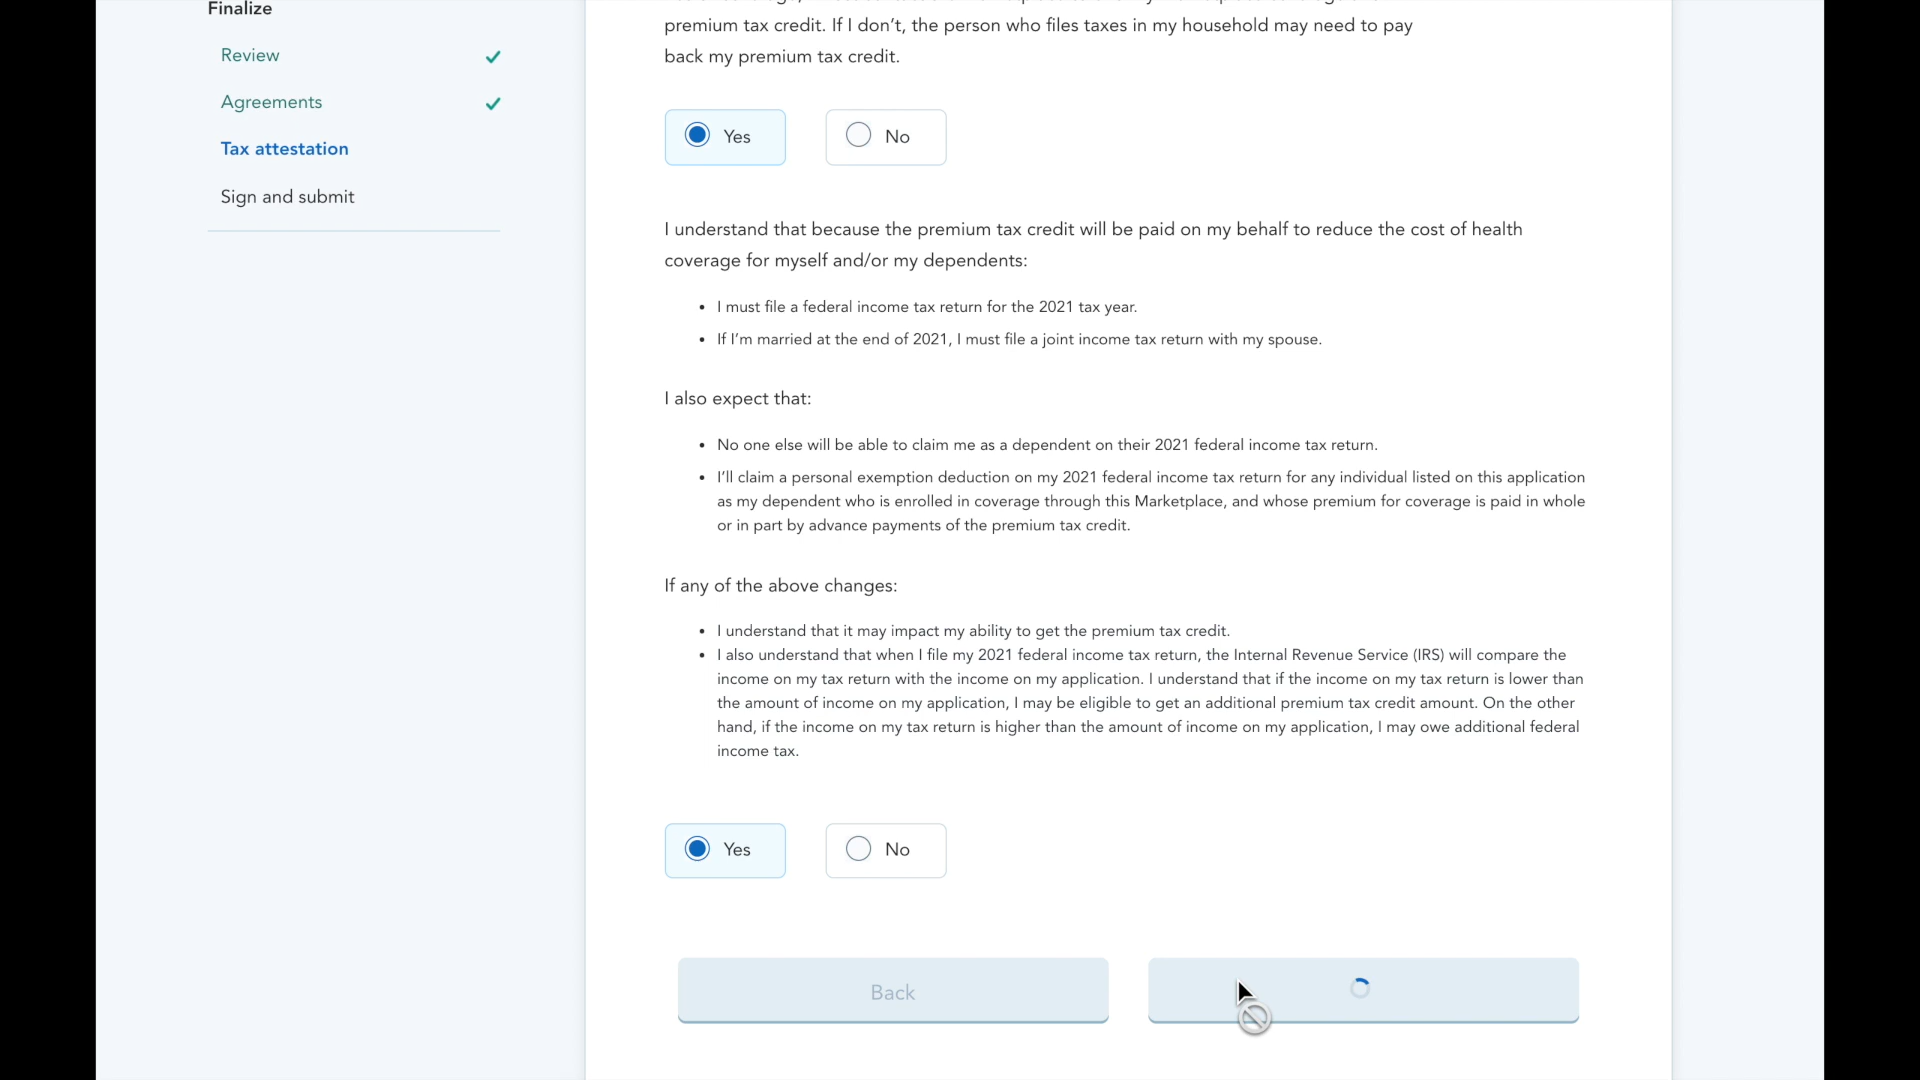 Finalize
Review
Agreements
Tax attestation
Sign and submit
premium tax credit. If I don’t, the person who files taxes in my household may need to pay
back my premium tax credit.
Yes
No
I understand that because the premium tax credit will be paid on my behalf to reduce the cost of health
coverage for myself and/or my dependents:
• I must file a federal income tax return for the 2021 tax year.
• If I’m married at the end of 2021, I must file a joint income tax return with my spouse.
I also expect that:
• No one else will be able to claim me as a dependent on their 2021 federal income tax return.
• I’ll claim a personal exemption deduction on my 2021 federal income tax return for any individual listed on this application
as my dependent who is enrolled in coverage through this Marketplace, and whose premium for coverage is paid in whole
or in part by advance payments of the premium tax credit.
If any of the above changes:
• I understand that it may impact my ability to get the premium tax credit.
• I also understand that when I file my 2021 federal income tax return, the Internal Revenue Service (IRS) will compare the
income on my tax return with the income on my application. I understand that if the income on my tax return is lower than
the amount of income on my application, I may be eligible to get an additional premium tax credit amount. On the other
hand, if the income on my tax return is higher than the amount of income on my application, I may owe additional federal
income tax.
Yes
No
Back